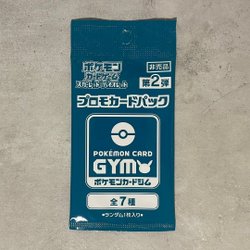 ポケモン
カードゲーム
スカーレット&バイオレット
非売品
第2弾
プロモカードパック
POKÉMON CARD
GYM
ポケモンカードジム
全7種
★ランダム1枚入り★